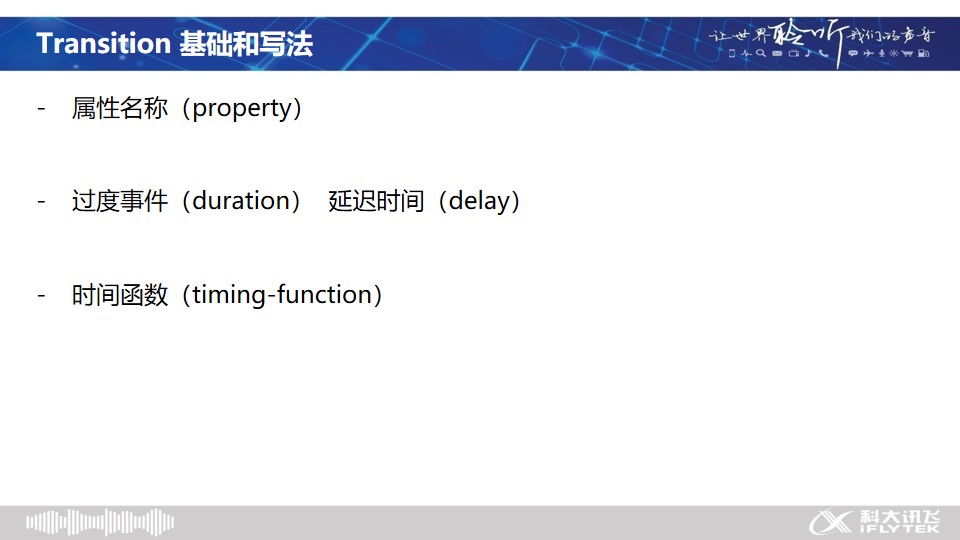 Transition 基础和写法
让世界聆听我们的声音
- 属性名称（property）
- 过度事件（duration） 延迟时间（delay）
- 时间函数（timing-function）
科大讯飞
iFLYTEK